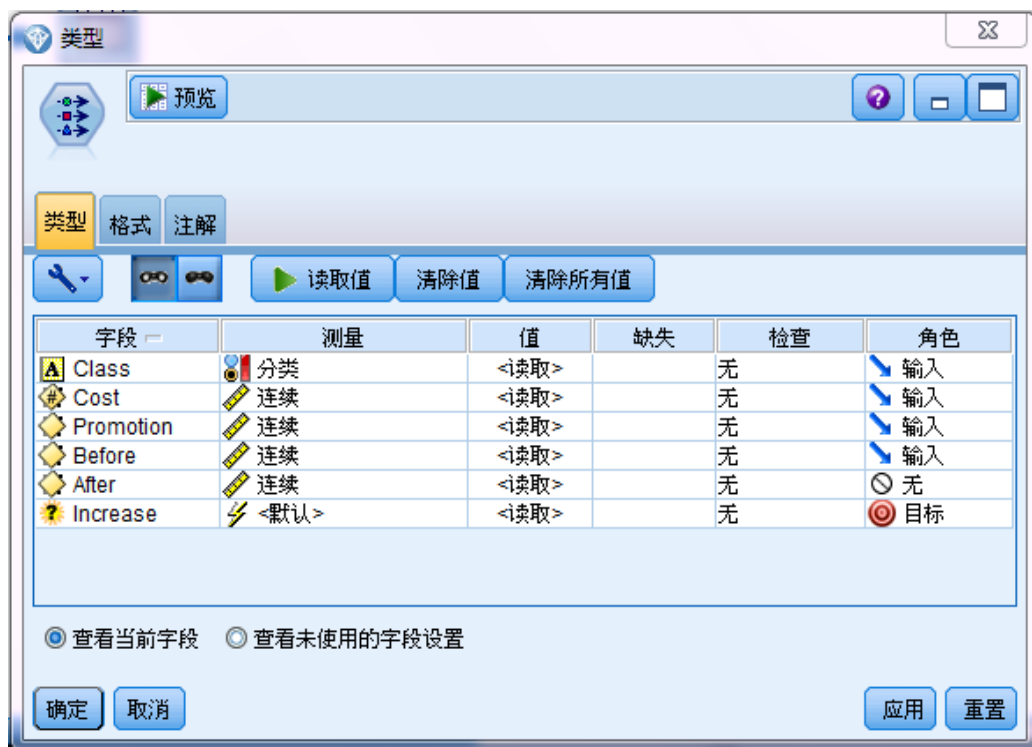 类型
预览
类型 格式 注解
读取值 清除值 清除所有值
字段 测量 值 缺失 检查 角色
Class 分类 <读取> 无 输入
Cost 连续 <读取> 无 输入
Promotion 连续 <读取> 无 输入
Before 连续 <读取> 无 输入
After 连续 <读取> 无 无
Increase <默认> <读取> 无 目标
查看当前字段 查看未使用的字段设置
确定 取消 应用 重置